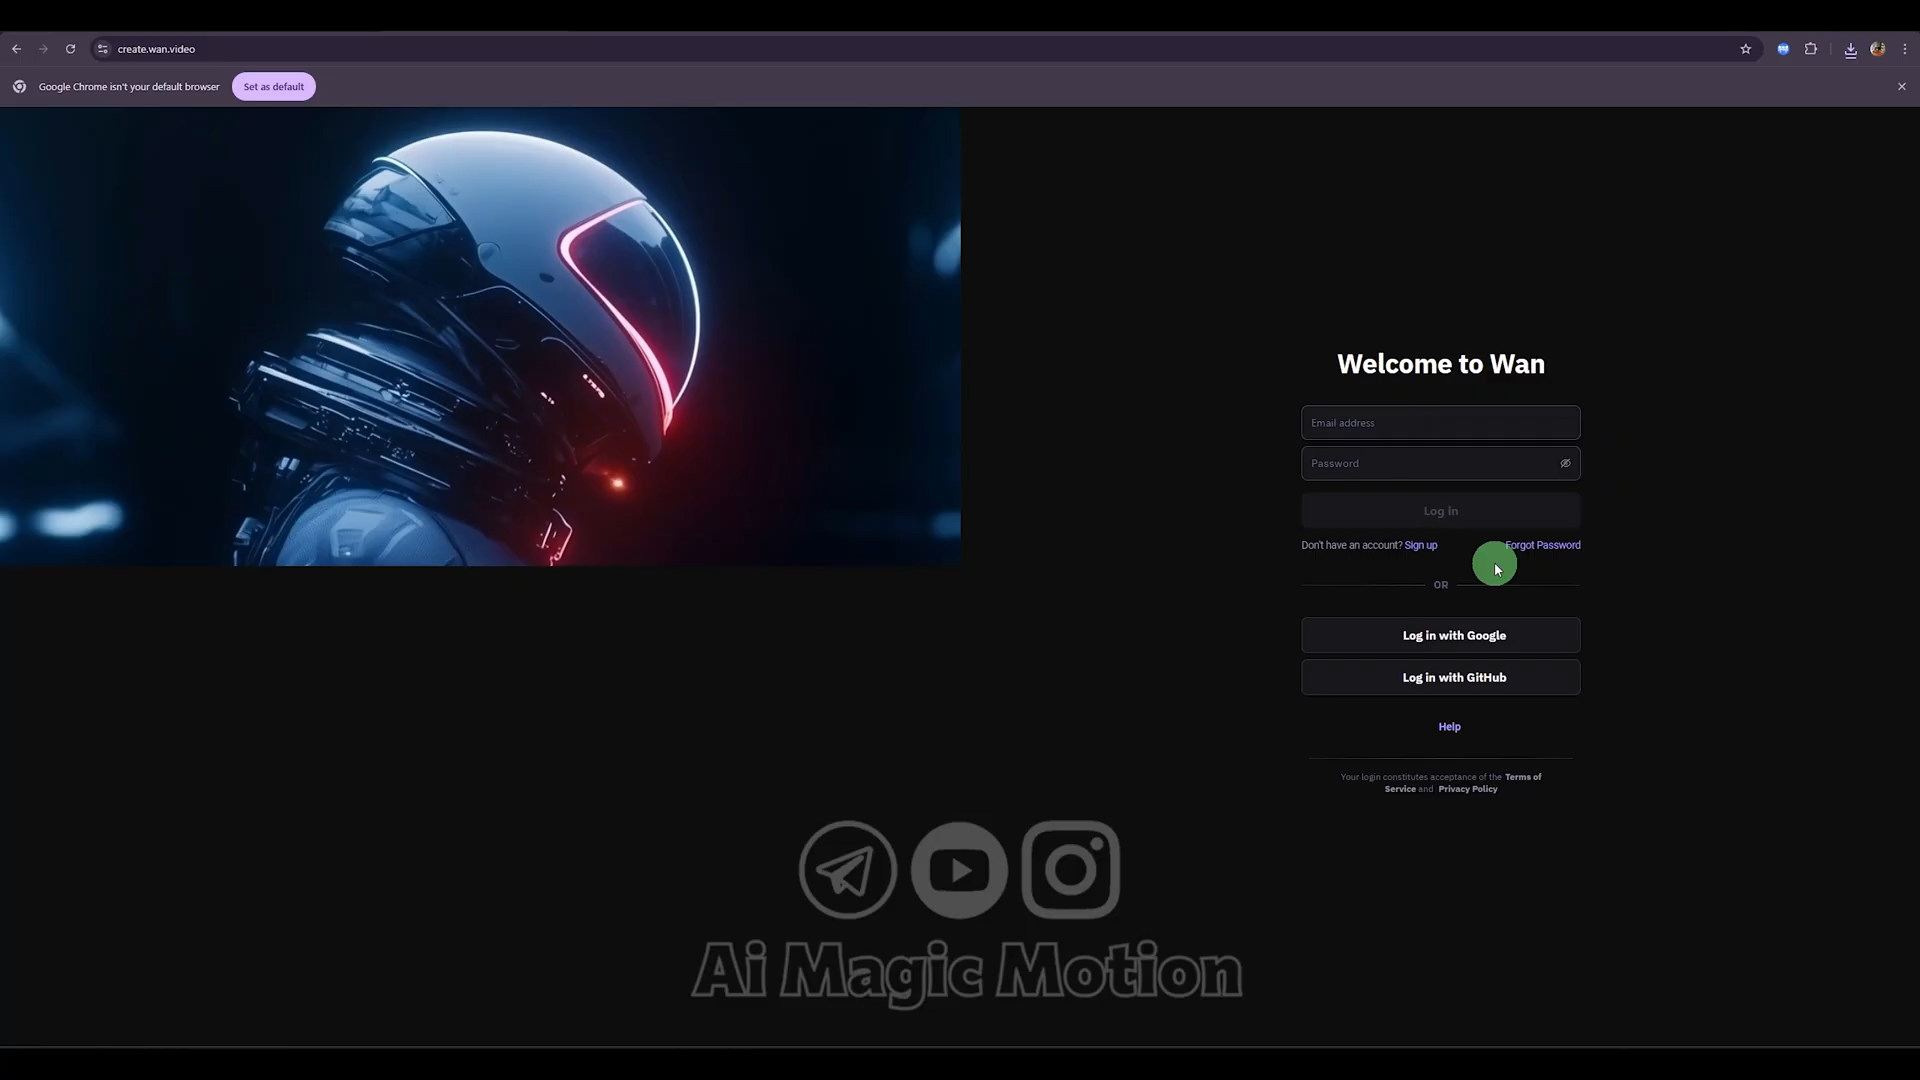 create.wan.video
Google Chrome isn't your default browser
Set as default
Welcome to Wan
Email address
Password
Log in
Don't have an account? Sign up
Forgot Password
OR
Log in with Google
Log in with GitHub
Help
Your login constitutes acceptance of the Terms of
Service and Privacy Policy
Ai Magic Motion